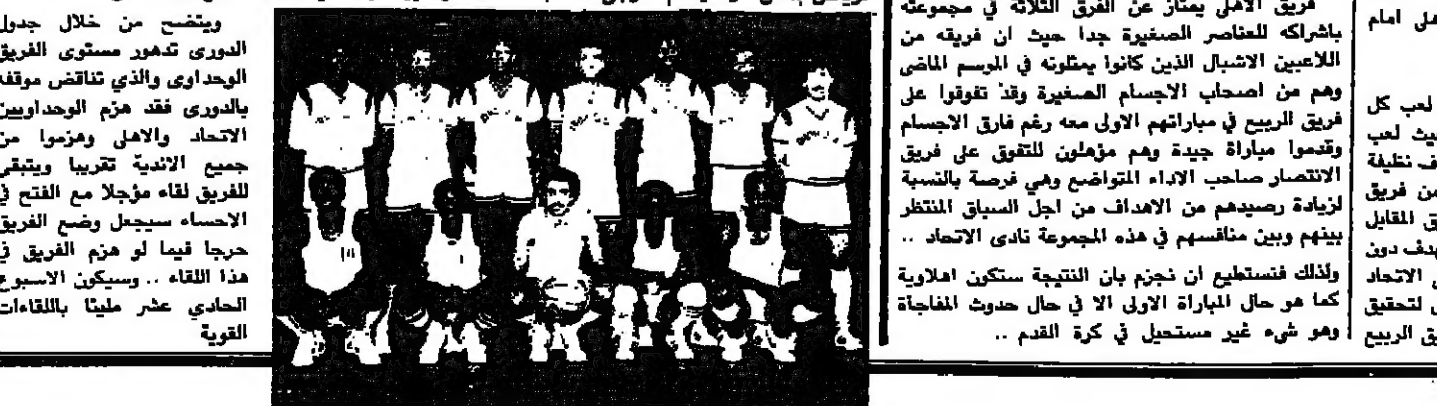 هلى امام
لعب كل
يث لعب
ف نظيفة
من فريق
ق المقابل
هدف دون
الاتحاد
لتحقيق
يق الربيع
فريق الاهلى يمتاز عن الفرق الثلاثة في مجموعته
باشراكه للعناصر الصغيرة جدا حيث ان فريقه من
اللاعبين الاشبال الذين كانوا يمثلونه في الموسم الماضى
وهم من اصحاب الاجسام الصغيرة وقد تفوقوا على
فريق الربيع في مباراتهم الاولى معه رغم فارق الاجسام
وقدموا مباراة جيدة وهم مؤهلون للتفوق على فريق
الانتصار صاحب الاداء المتواضع وهي فرصة بالنسبة
لزيادة رصيدهم من الاهداف من اجل السباق المنتظر
بينهم وبين منافسهم في هذه المجموعة نادى الاتحاد ..
ولذلك فنستطيع ان نجزم بان النتيجة ستكون اهلاوية
كما هو حال المباراة الاولى الا في حال حدوث المفاجأة
وهو شيء غير مستحيل في كرة القدم ..
ويتضح من خلال جدول
الدورى تدهور مستوى الفريق
الوحداوى والذي تناقض موقفه
بالدورى فقد هزم الوحداويين
الاتحاد والاهلى وهزموا من
جميع الاندية تقريبا ويتبقى
للفريق لقاء مؤجلا مع الفتح في
الاحساء سيجعل وضع الفريق
حرجا فيما لو هزم الفريق في
هذا اللقاء .. وسيكون الاسبوع
الحادي عشر مليئا باللقاءات
القوية